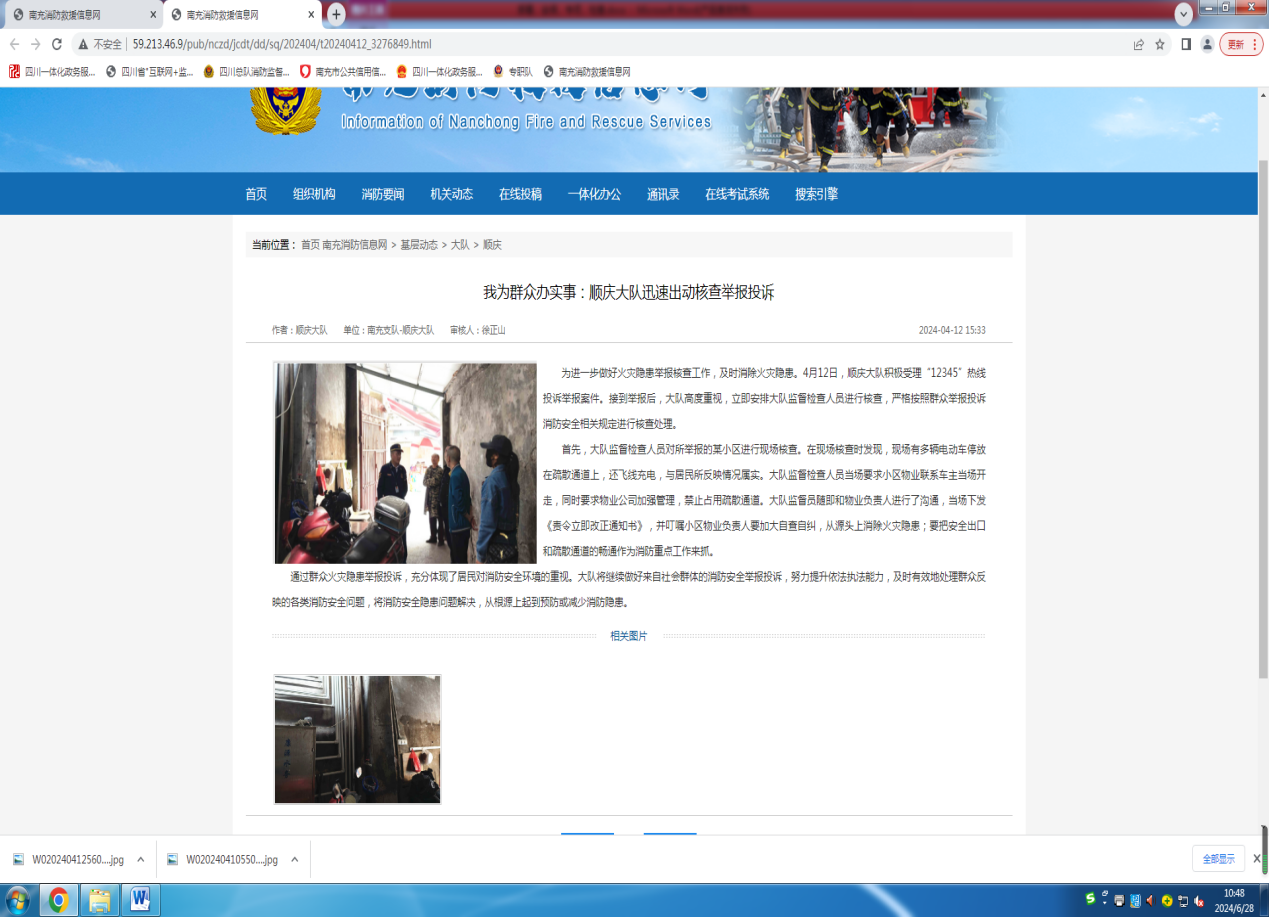 南充消防救援信息网
南充消防救援信息网
不安全 59.213.46.9/pub/nczd/jcdt/dd/sq/202404/t20240412_3276849.html
更新
四川一体化政务服...
四川省"互联网+监...
四川总队消防监督...
南充市公共信用信...
四川一体化政务服...
专职队
南充消防救援信息网
Information of Nanchong Fire and Rescue Services
首页 组织机构 消防要闻 机关动态 在线投稿 一体化办公 通讯录 在线考试系统 搜索引擎
当前位置： 首页 南充消防信息网 > 基层动态 > 大队 > 顺庆
我为群众办实事：顺庆大队迅速出动核查举报投诉
作者：顺庆大队 单位：南充支队-顺庆大队 审核人：徐正山
2024-04-12 15:33
为进一步做好火灾隐患举报核查工作，及时消除火灾隐患。4月12日，顺庆大队积极受理“12345”热线
投诉举报案件。接到举报后，大队高度重视，立即安排大队监督检查人员进行核查，严格按照群众举报投诉
消防安全相关规定进行核查处理。
首先，大队监督检查人员对所举报的某小区进行现场核查。在现场核查时发现，现场有多辆电动车停放
在疏散通道上，还飞线充电，与居民所反映情况属实。大队监督检查人员当场要求小区物业联系车主当场开
走，同时要求物业公司加强管理，禁止占用疏散通道。大队监督员随即和物业负责人进行了沟通，当场下发
《责令立即改正通知书》，并叮嘱小区物业负责人要加大自查自纠，从源头上消除火灾隐患；要把安全出口
和疏散通道的畅通作为消防重点工作来抓。
通过群众火灾隐患举报投诉，充分体现了居民对消防安全环境的重视。大队将继续做好来自社会群体的消防安全举报投诉，努力提升依法执法能力，及时有效地处理群众反
映的各类消防安全问题，将消防安全隐患问题解决，从根源上起到预防或减少消防隐患。
相关图片
W020240412560....jpg
W020240410550....jpg
全部显示
10:48
2024/6/28